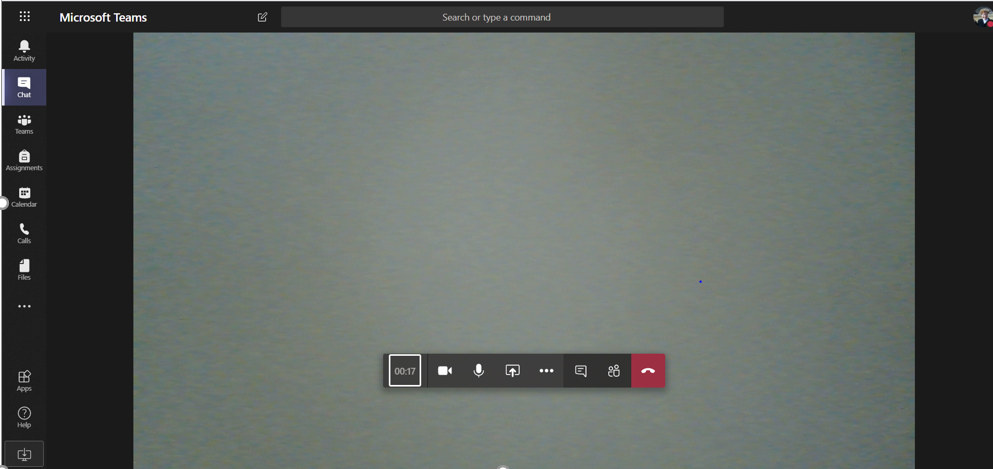 Microsoft Teams
Search or type a command
Activity
Chat
Teams
Assignments
Calendar
Calls
Files
Apps
Help
00:17